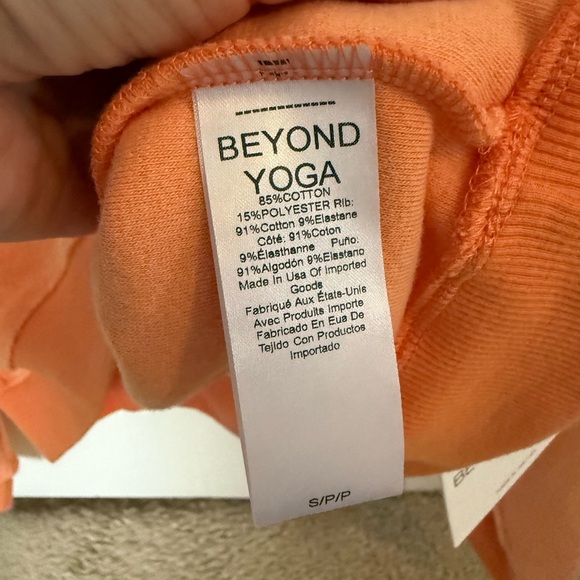 ------------
BEYOND
YOGA
85%COTTON
15%POLYESTER Rib:
91%Cotton 9%Elastane
Côté: 91%Coton
9%Élasthanne Puño:
91%Algodón 9%Elastano
Made In Usa Of Imported
Goods
Fabriqué Aux États-Unis
Avec Produits Importe
Fabricado En Eua De
Tejido Con Productos
Importado
S/P/P